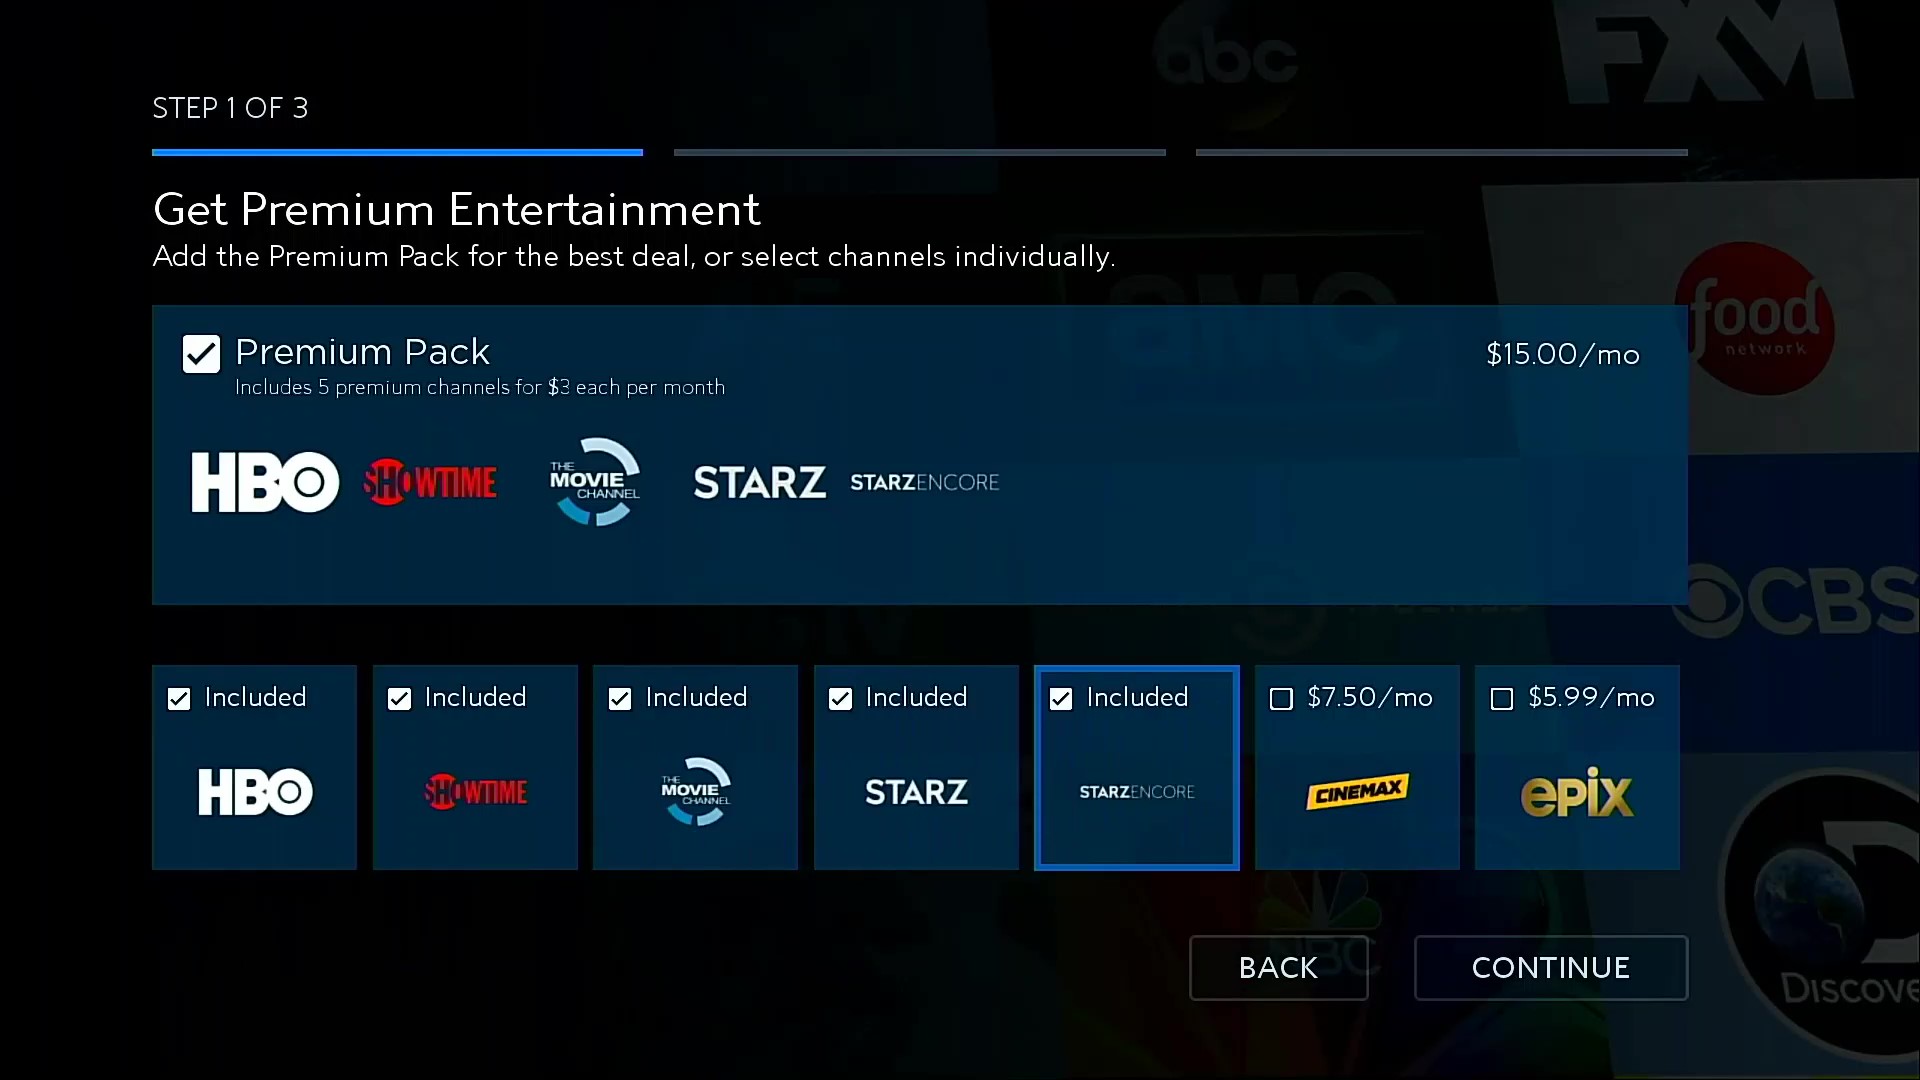 abc
FXM
STEP 1 OF 3
Get Premium Entertainment
Add the Premium Pack for the best deal, or select channels individually.
AMC
food
network
Premium Pack
$15.00/mo
Includes 5 premium channels for $3 each per month
HBO SHOWTIME THE MOVIE CHANNEL STARZ STARZENCORE
CBS
Included Included Included Included Included $7.50/mo $5.99/mo
HBO SHOWTIME THE MOVIE CHANNEL STARZ STARZENCORE CINEMAX epix
NBC
BACK CONTINUE
Discove